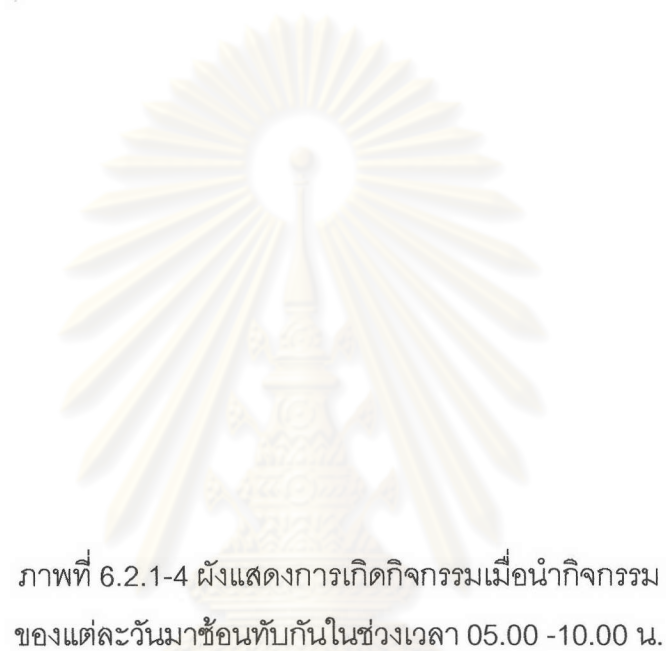 ภาพที่ 6.2.1-4 ผังแสดงการเกิดกิจกรรมเมื่อนำกิจกรรม
ของแต่ละวันมาซ้อนทับกันในช่วงเวลา 05.00 -10.00 น.